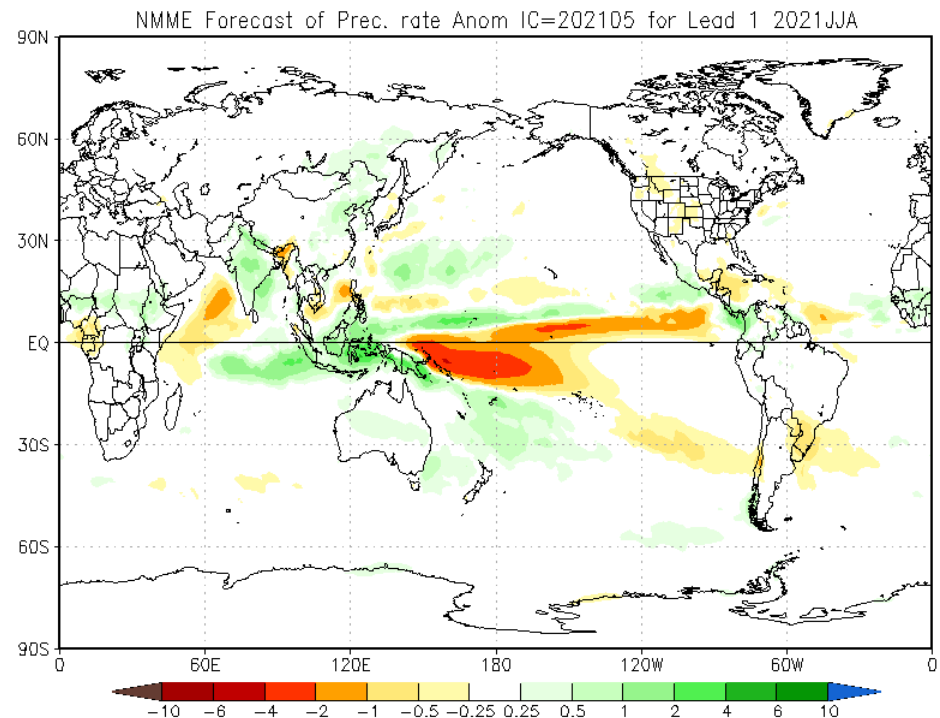 NMME Forecast of Prec. rate Anom IC=202105 for Lead 1 2021JJA
90N
60N
30N
EQ
30S
60S
90S
0 60E 120E 180 120W 60W 0
-10 -6 -4 -2 -1 -0.5 -0.25 0.25 0.5 1 2 4 6 10